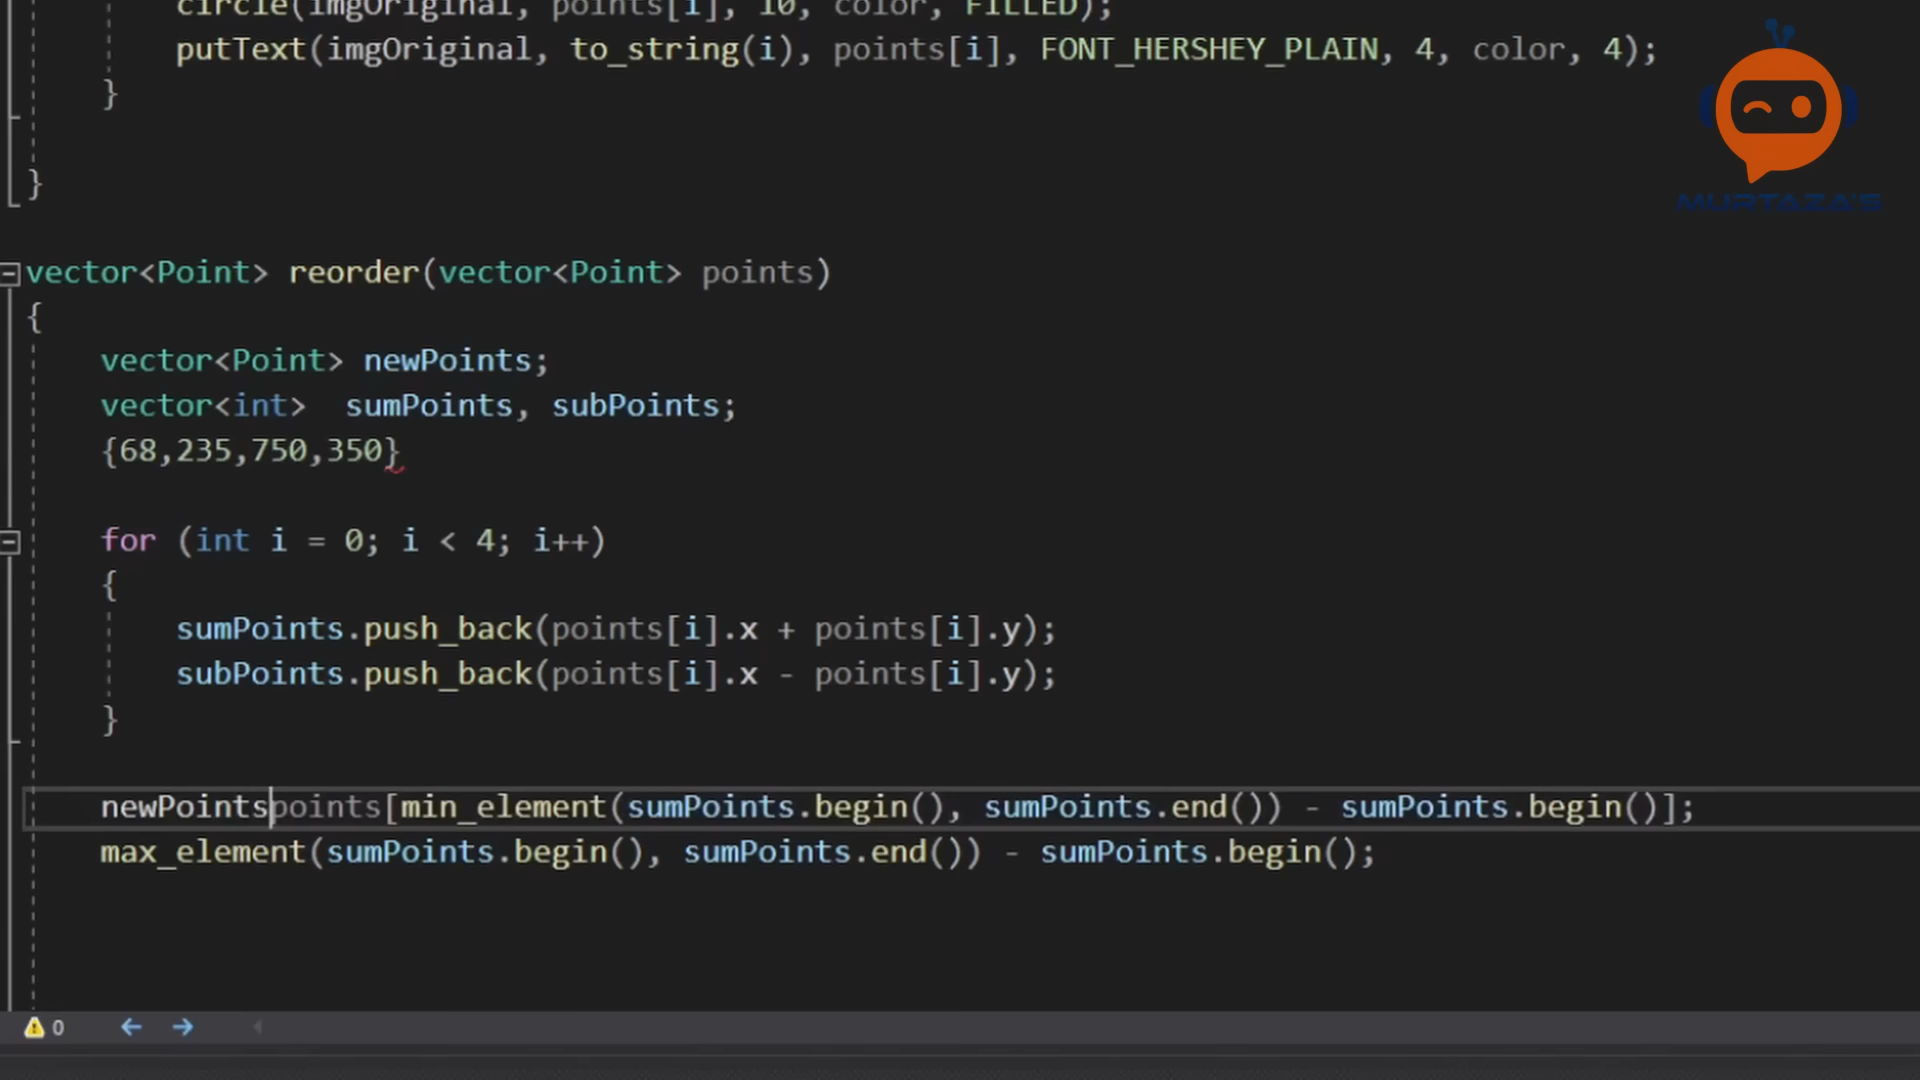 circle(imgOriginal, points[i], 10, color, FILLED);
putText(imgOriginal, to_string(i), points[i], FONT_HERSHEY_PLAIN, 4, color, 4);
}
}
vector<Point> reorder(vector<Point> points)
{
vector<Point> newPoints;
vector<int>  sumPoints, subPoints;
{68,235,750,350}
for (int i = 0; i < 4; i++)
{
sumPoints.push_back(points[i].x + points[i].y);
subPoints.push_back(points[i].x - points[i].y);
}
newPointspoints[min_element(sumPoints.begin(), sumPoints.end()) - sumPoints.begin()];
max_element(sumPoints.begin(), sumPoints.end()) - sumPoints.begin();
0
MURTAZA'S